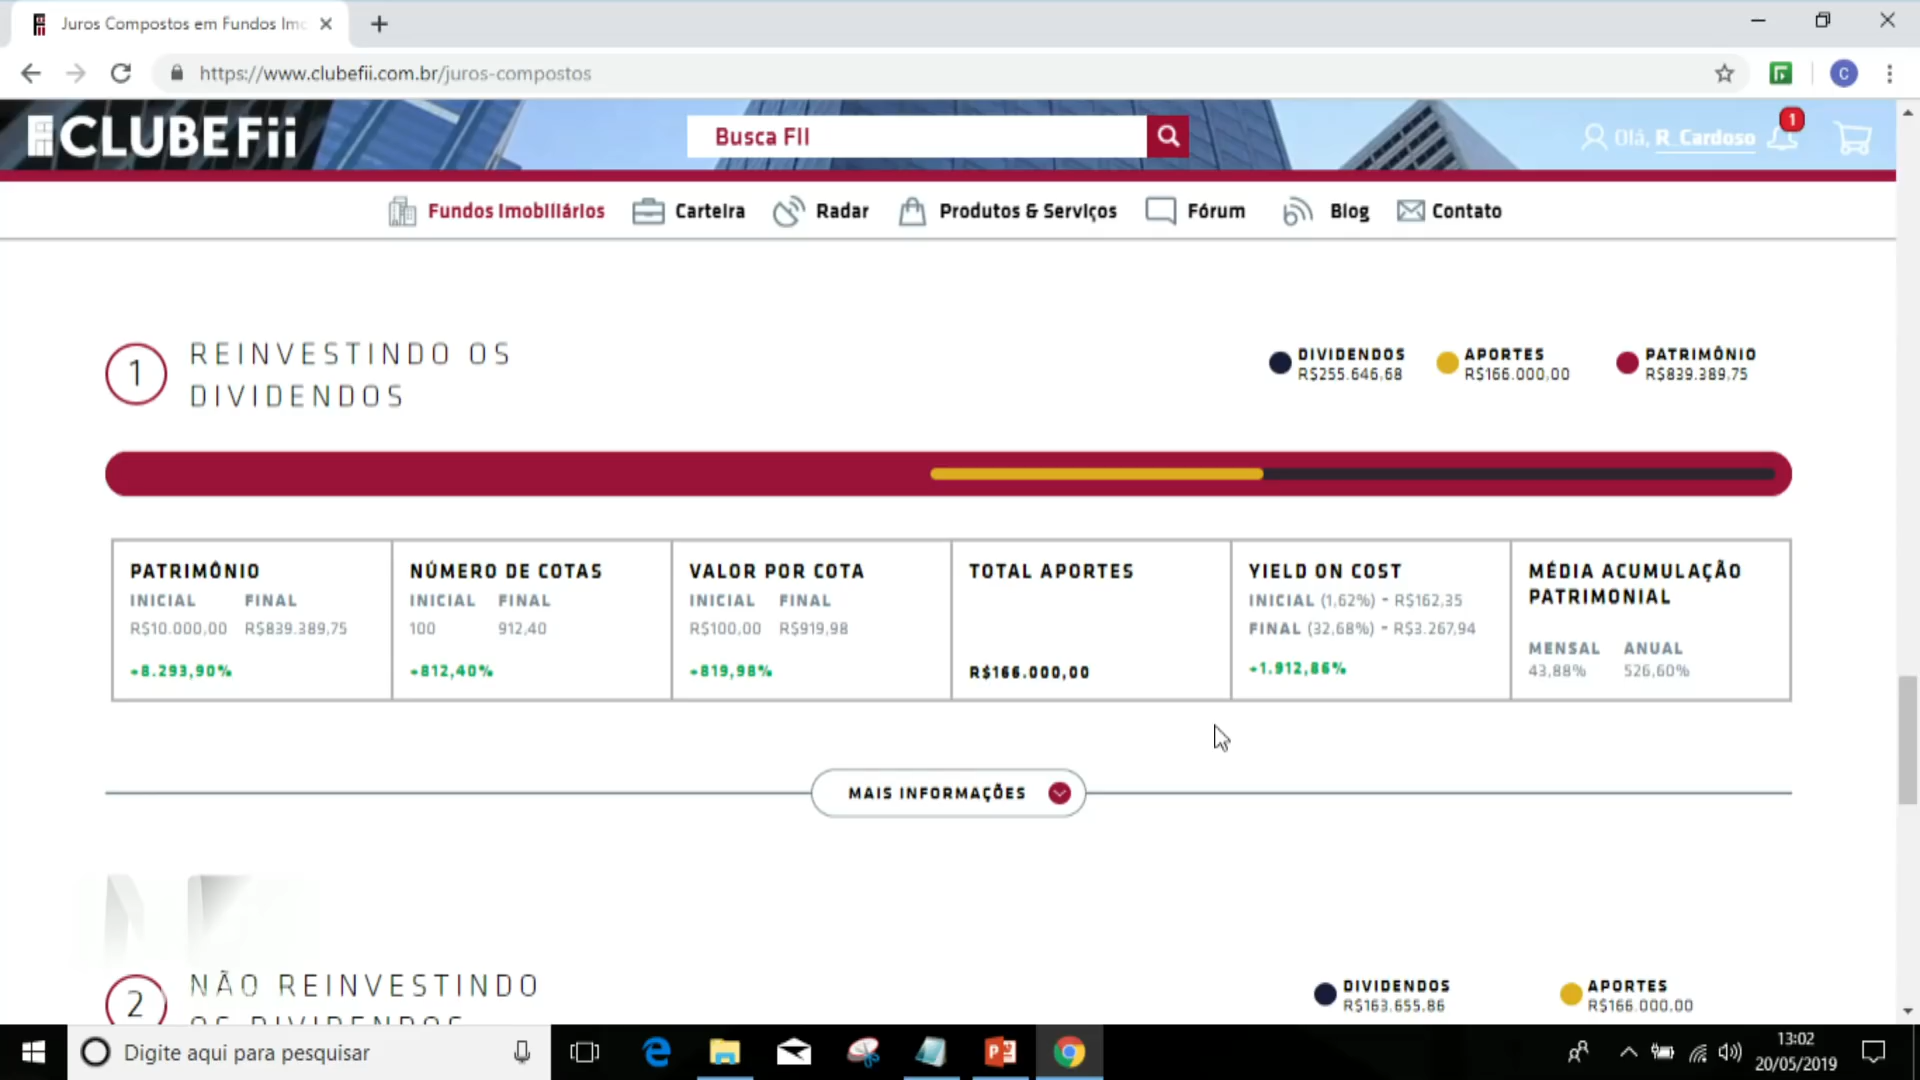 Juros Compostos em Fundos Imo
https://www.clubefii.com.br/juros-compostos
C
CLUBEFii
Busca FII
Olá, R_Cardoso
1
Fundos Imobiliários
Carteira
Radar
Produtos & Serviços
Fórum
Blog
Contato
1
REINVESTINDO OS
DIVIDENDOS
DIVIDENDOS
R$255.646,68
APORTES
R$166.000,00
PATRIMÔNIO
R$839.389,75
PATRIMÔNIO
INICIAL FINAL
R$10.000,00 R$839.389,75
+8.293,90%
NÚMERO DE COTAS
INICIAL FINAL
100 912,40
+812,40%
VALOR POR COTA
INICIAL FINAL
R$100,00 R$919,98
+819,98%
TOTAL APORTES
R$166.000,00
YIELD ON COST
INICIAL (1,62%) - R$162,35
FINAL (32,68%) - R$3.267,94
+1.912,86%
MÉDIA ACUMULAÇÃO
PATRIMONIAL
MENSAL ANUAL
43,88% 526,60%
MAIS INFORMAÇÕES
2
NÃO REINVESTINDO
OS DIVIDENDOS
DIVIDENDOS
R$163.655,86
APORTES
R$166.000,00
Digite aqui para pesquisar
13:02
20/05/2019